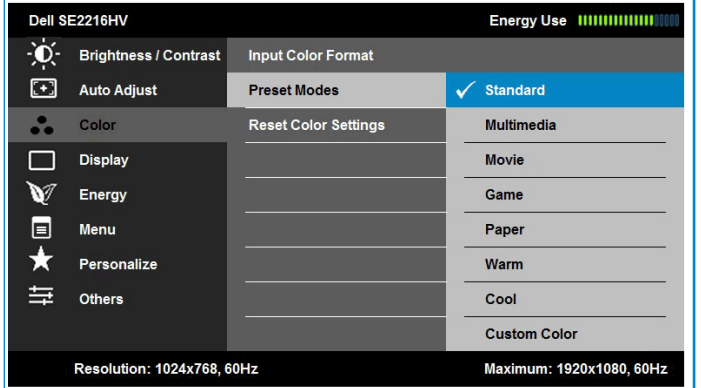 Dell SE2216HV Energy Use
Brightness / Contrast Input Color Format
Auto Adjust Preset Modes Standard
Color Reset Color Settings Multimedia
Display Movie
Energy Game
Menu Paper
Personalize Warm
Others Cool
Custom Color
Resolution: 1024x768, 60Hz Maximum: 1920x1080, 60Hz